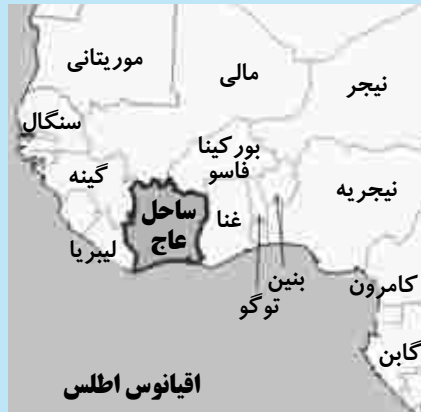 موریتانی
مالی
نیجر
سنگال
بورکینا
فاسو
گینه
نیجریه
ساحل
عاج
غنا
لیبریا
بنین
کامرون
توگو
گابن
اقیانوس اطلس